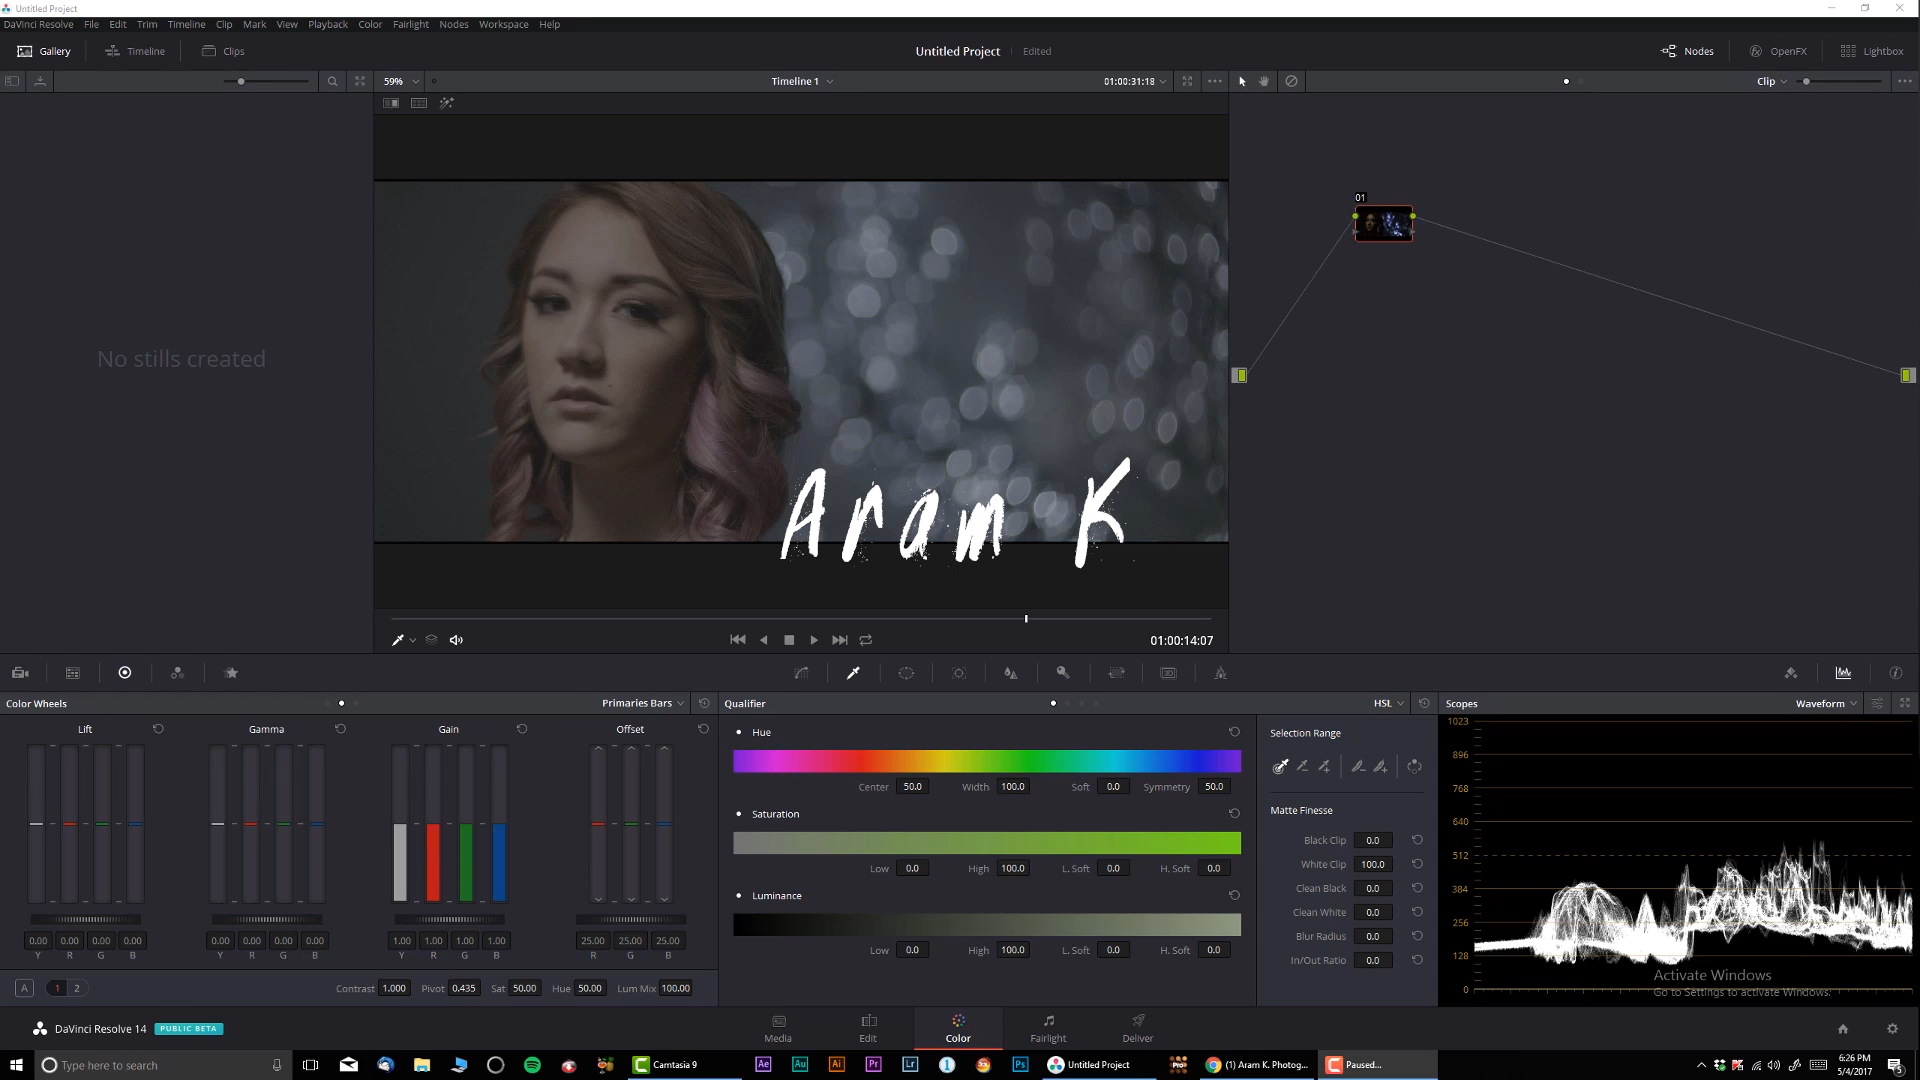 Untitled Project
DaVinci Resolve File Edit Trim Timeline Clip Mark View Playback Color Fairlight Nodes Workspace Help
Gallery Timeline Clips Untitled Project Edited Nodes OpenFX Lightbox
59% Timeline 1 01:00:31:18 Clip
01
No stills created
Aram K
01:00:14:07
Color Wheels Primaries Bars Qualifier HSL Scopes Waveform
Lift Gamma Gain Offset
Hue
Center 50.0 Width 100.0 Soft 0.0 Symmetry 50.0
Saturation
Low 0.0 High 100.0 L. Soft 0.0 H. Soft 0.0
Luminance
Low 0.0 High 100.0 L. Soft 0.0 H. Soft 0.0
Selection Range
Matte Finesse
Black Clip 0.0
White Clip 100.0
Clean Black 0.0
Clean White 0.0
Blur Radius 0.0
In/Out Ratio 0.0
1023
896
768
640
512
384
256
128
0
0.00 0.00 0.00 0.00 0.00 0.00 0.00 0.00 1.00 1.00 1.00 1.00 25.00 25.00 25.00
Y R G B Y R G B Y R G B R G B
A 1 2 Contrast 1.000 Pivot 0.435 Sat 50.00 Hue 50.00 Lum Mix 100.00
Activate Windows
Go to Settings to activate Windows.
DaVinci Resolve 14 PUBLIC BETA
Media Edit Color Fairlight Deliver
Type here to search Camtasia 9 Ae Au Ai Pr Lr Ps Untitled Project Pro (1) Aram K. Photog... Paused...
6:26 PM
5/4/2017
5